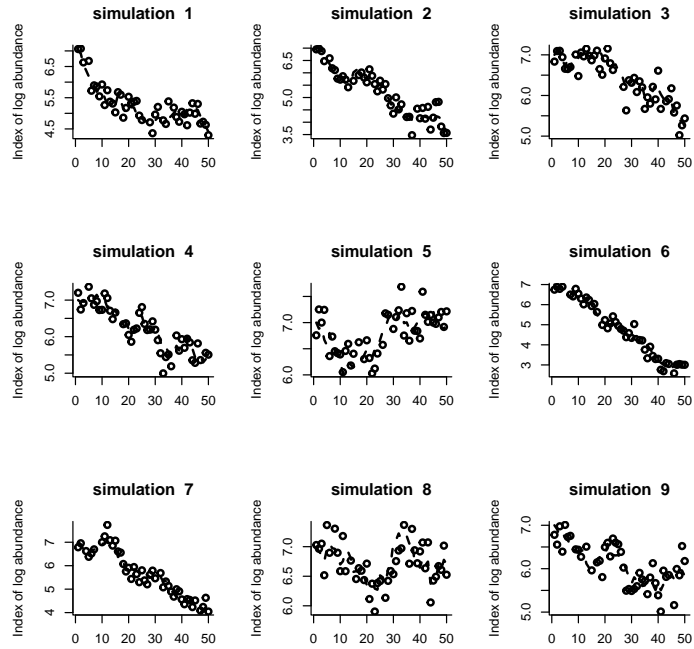 simulation 1
simulation 2
simulation 3
Index of log abundance
4.5 5.5 6.5
0 10 20 30 40 50
Index of log abundance
3.5 5.0 6.5
0 10 20 30 40 50
Index of log abundance
5.0 6.0 7.0
0 10 20 30 40 50
simulation 4
simulation 5
simulation 6
Index of log abundance
5.0 6.0 7.0
0 10 20 30 40 50
Index of log abundance
6.0 7.0
0 10 20 30 40 50
Index of log abundance
3 4 5 6 7
0 10 20 30 40 50
simulation 7
simulation 8
simulation 9
Index of log abundance
4 5 6 7
0 10 20 30 40 50
Index of log abundance
6.0 6.5 7.0
0 10 20 30 40 50
Index of log abundance
5.0 6.0 7.0
0 10 20 30 40 50